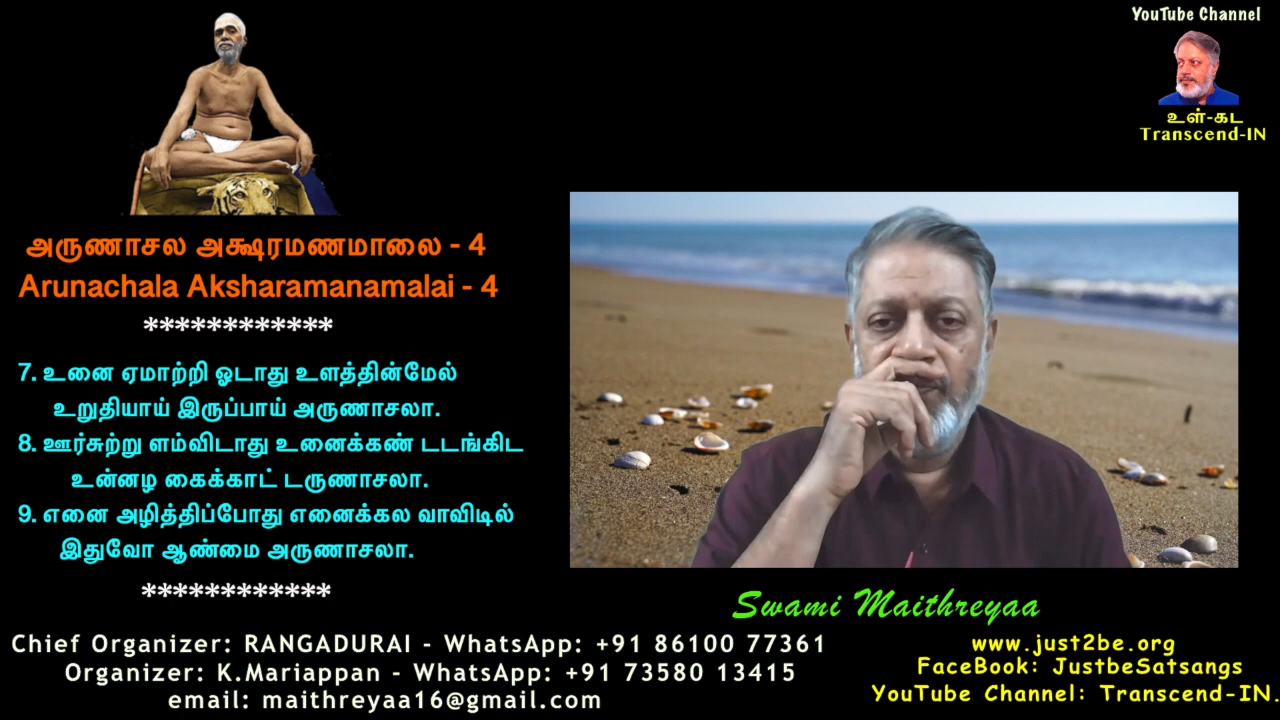 YouTube Channel
உள்-கட
Transcend-IN
அருணாசல அக்ஷரமணமாலை - 4
Arunachala Aksharamanamalai - 4
************
7. உனை ஏமாற்றி ஓடாது உளத்தின்மேல்
உறுதியாய் இருப்பாய் அருணாசலா.
8. ஊர்சுற்று ளம்விடாது உனைக்கண் டடங்கிட
உன்னழ கைக்காட் டருணாசலா.
9. எனை அழித்திப்போது எனைக்கல வாவிடில்
இதுவோ ஆண்மை அருணாசலா.
************
Swami Maithreyaa
Chief Organizer: RANGADURAI - WhatsApp: +91 86100 77361
Organizer: K.Mariappan - WhatsApp: +91 73580 13415
email: maithreyaa16@gmail.com
www.just2be.org
FaceBook: JustbeSatsangs
YouTube Channel: Transcend-IN.